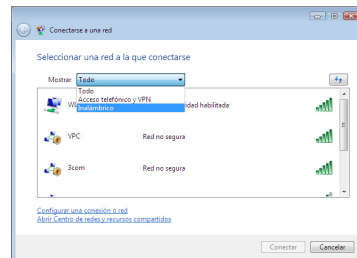 Conectarse a una red
Seleccionar una red a la que conectarse
Mostrar Todo
Todo
Acceso telefónico y VPN
Inalámbrico
idad habilitada
VPC Red no segura
3com Red no segura
Configurar una conexión o red
Abrir Centro de redes y recursos compartidos
Conectar Cancelar